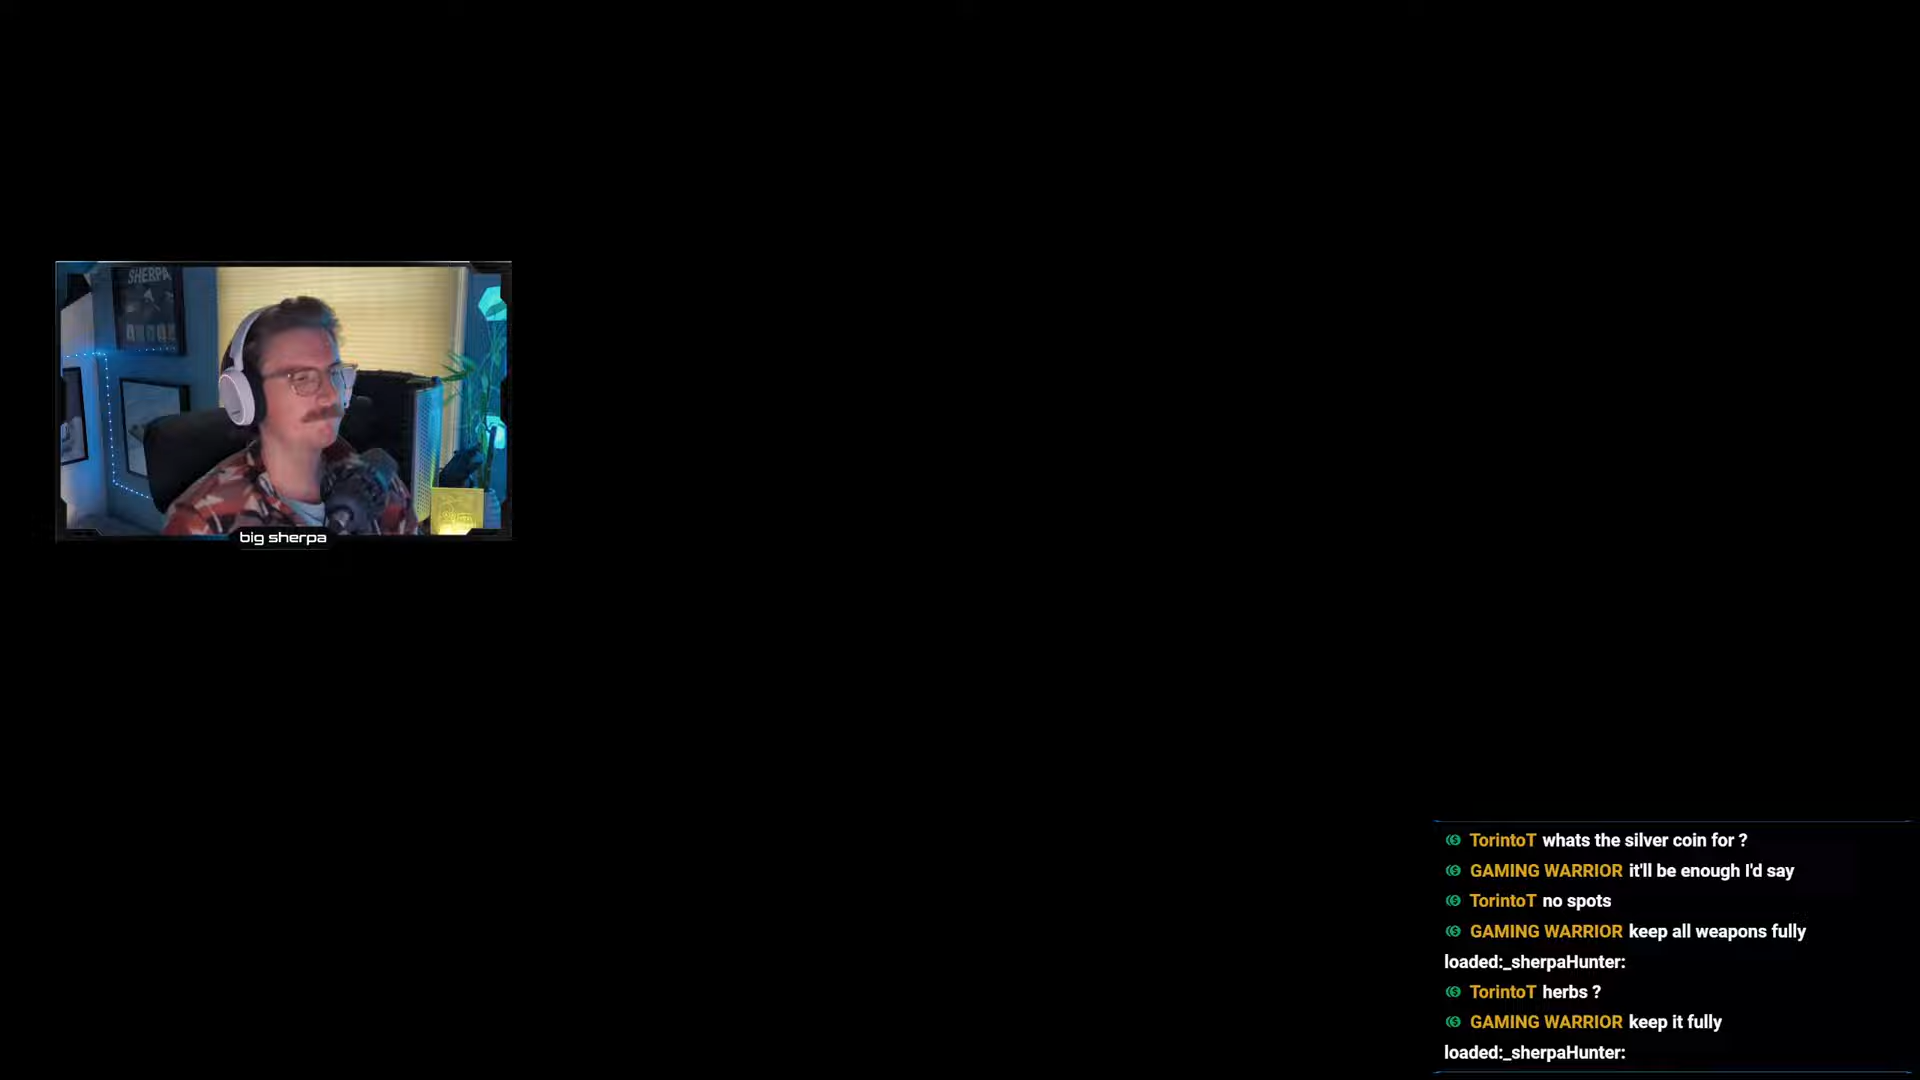 SHERPA
big sherpa
TorintoT whats the silver coin for ?
GAMING WARRIOR it'll be enough I'd say
TorintoT no spots
GAMING WARRIOR keep all weapons fully
loaded:_sherpaHunter:
TorintoT herbs ?
GAMING WARRIOR keep it fully
loaded:_sherpaHunter: